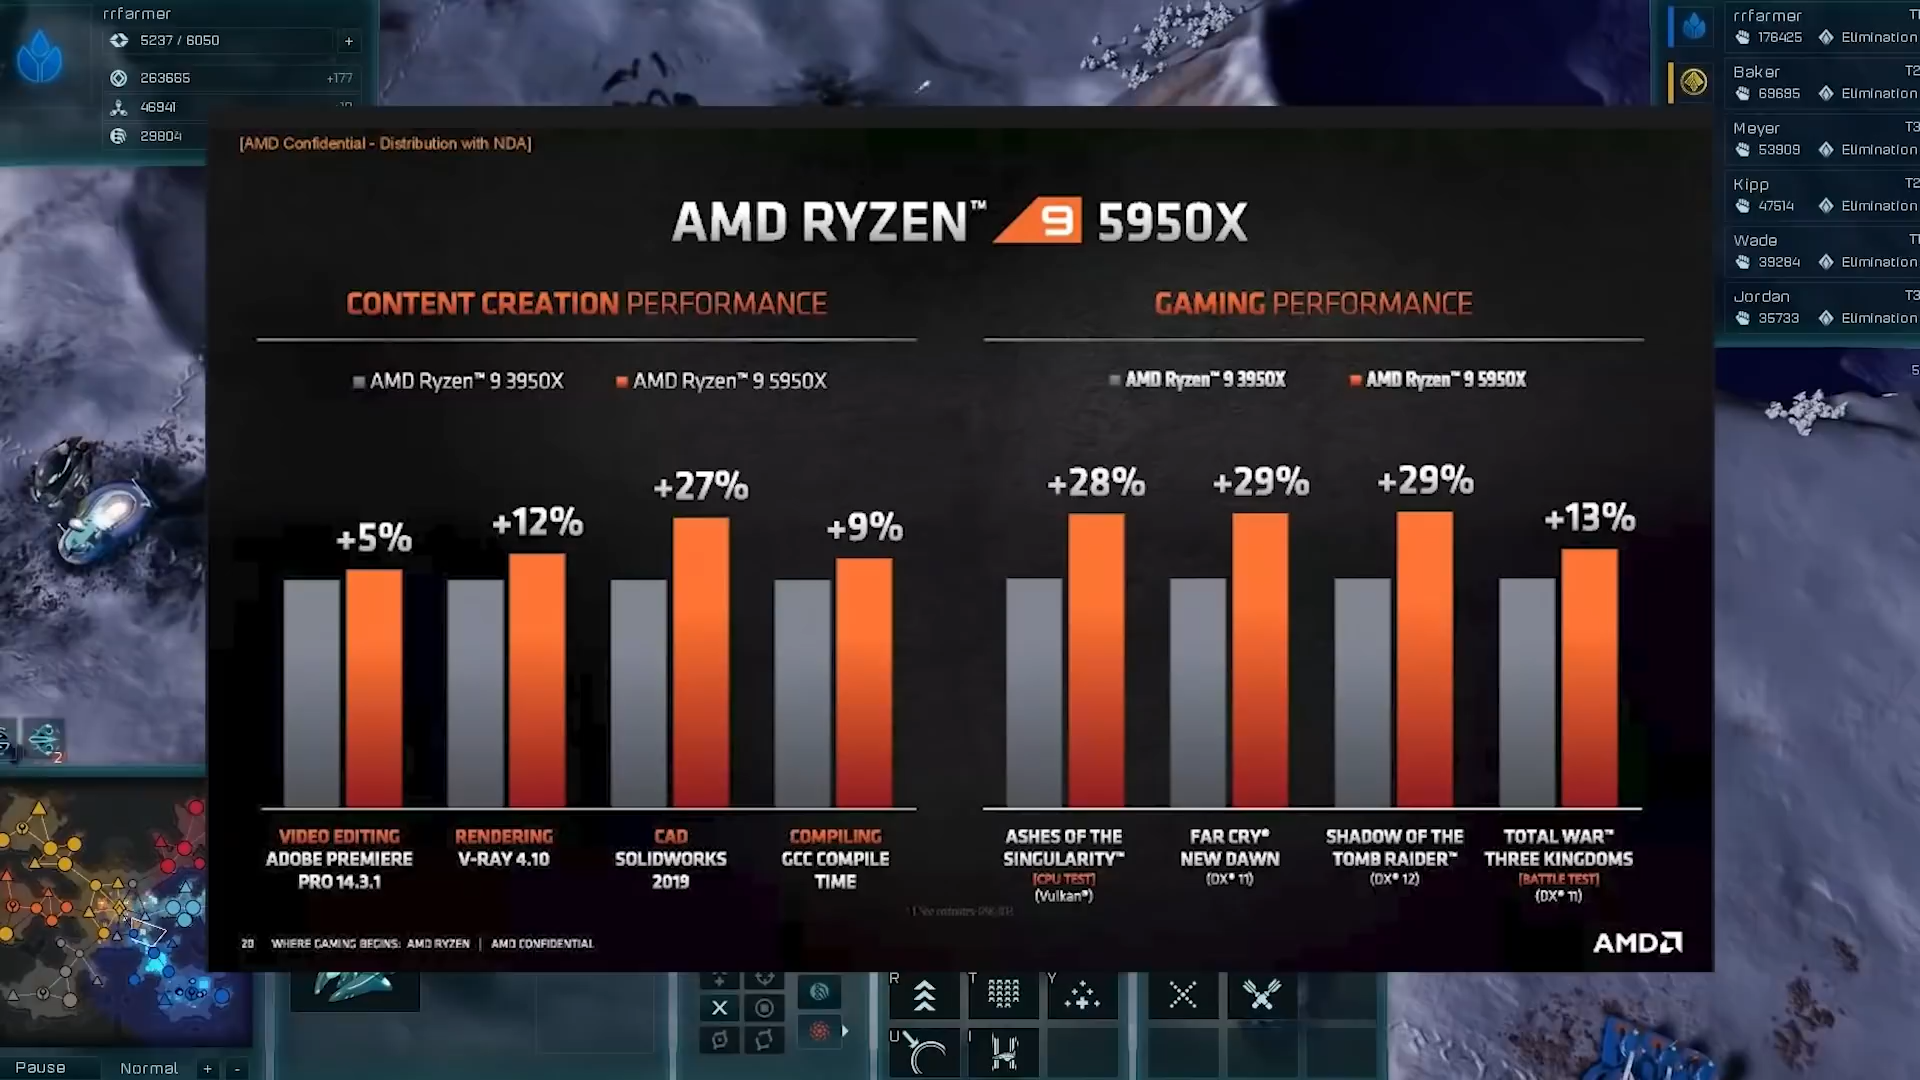 rrfarmer
5237 / 6050
+
263665
+177
46941
29804
rrfarmer
176425
Elimination
Baker
T2
69695
Elimination
Meyer
T3
53909
Elimination
Kipp
T2
47514
Elimination
Wade
39284
Elimination
Jordan
T3
35733
Elimination
5
[AMD Confidential - Distribution with NDA]
AMD RYZEN™ 9 5950X
CONTENT CREATION PERFORMANCE
AMD Ryzen™ 9 3950X
AMD Ryzen™ 9 5950X
+5%
+12%
+27%
+9%
VIDEO EDITING
ADOBE PREMIERE
PRO 14.3.1
RENDERING
V-RAY 4.10
CAD
SOLIDWORKS
2019
COMPILING
GCC COMPILE
TIME
GAMING PERFORMANCE
AMD Ryzen™ 9 3950X
AMD Ryzen™ 9 5950X
+28%
+29%
+29%
+13%
ASHES OF THE
SINGULARITY™
[CPU TEST]
(Vulkan®)
FAR CRY®
NEW DAWN
(DX® 11)
SHADOW OF THE
TOMB RAIDER™
(DX® 12)
TOTAL WAR™
THREE KINGDOMS
[BATTLE TEST]
(DX® 11)
20 WHERE GAMING BEGINS: AMD RYZEN | AMD CONFIDENTIAL
AMD
2
R
T
Y
U
I
Pause
Normal
+
-